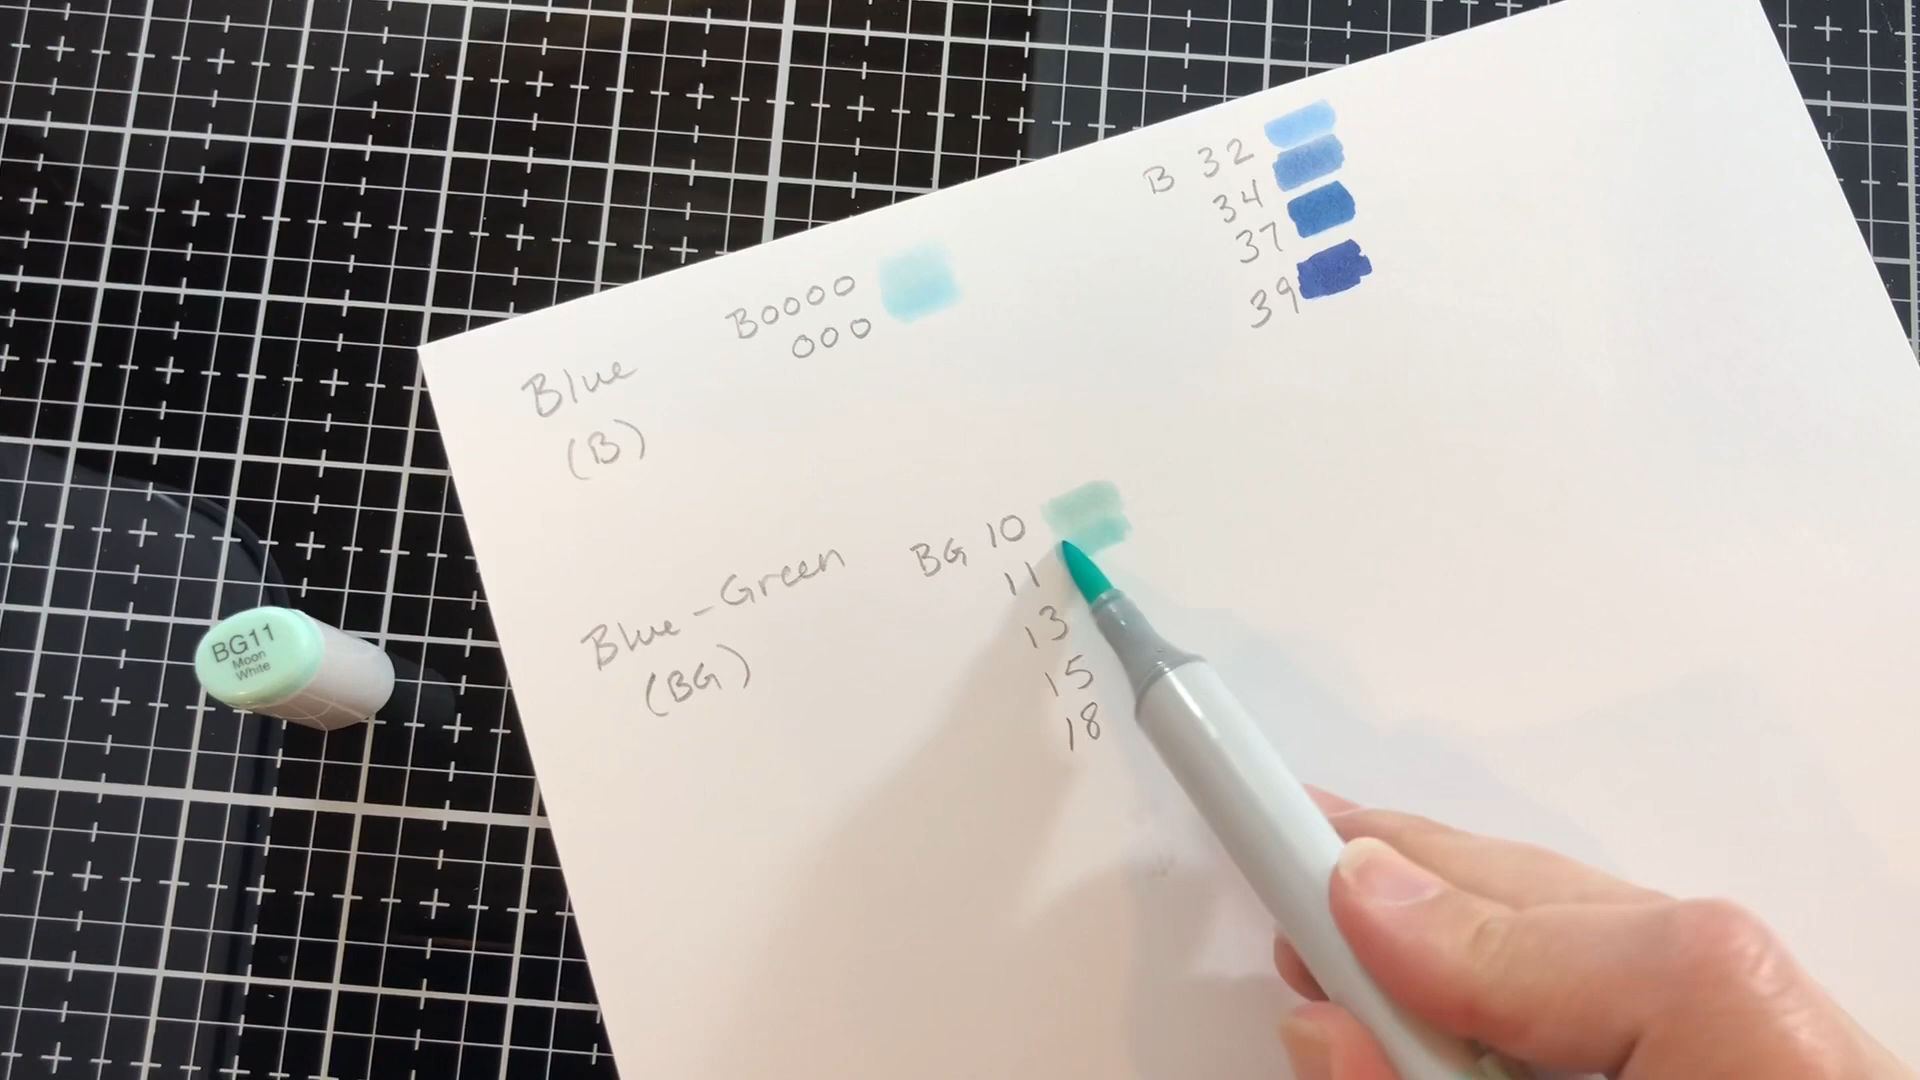 B 32
34
37
39
B0000
000
Blue
(B)
Blue-Green
(BG)
BG 10
11
13
15
18
BG11
Moon
White